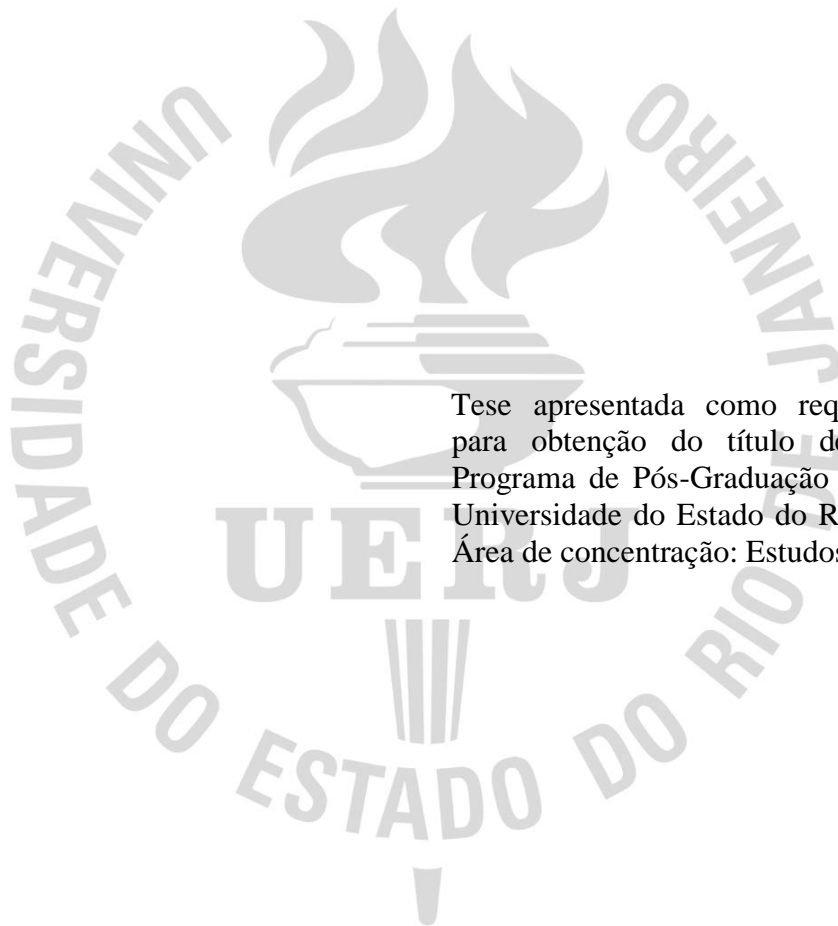 UNIVERSIDADE DO ESTADO DO RIO DE JANEIRO
Tese apresentada como req
para obtenção do título d
Programa de Pós-Graduação
Universidade do Estado do R
Área de concentração: Estudos
UERJ